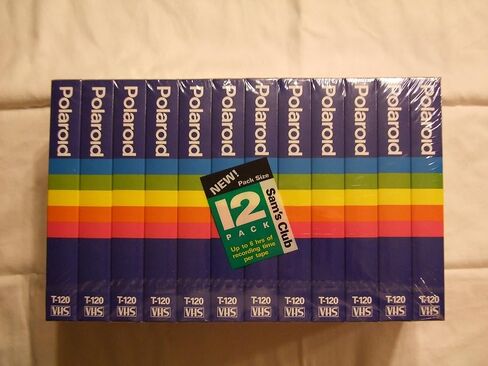 Polaroid Polaroid Polaroid Polaroid Polaroid Polaroid Polaroid Polaroid Polaroid Polaroid Polaroid Polaroid
NEW!
Pack Size
12
PACK
Sam's Club
Up to 6 hrs of
recording time
per tape
T-120 T-120 T-120 T-120 T-120 T-120 T-120 T-120 T-120 T-120 T-120 T-120
VHS VHS VHS VHS VHS VHS VHS VHS VHS VHS VHS VHS